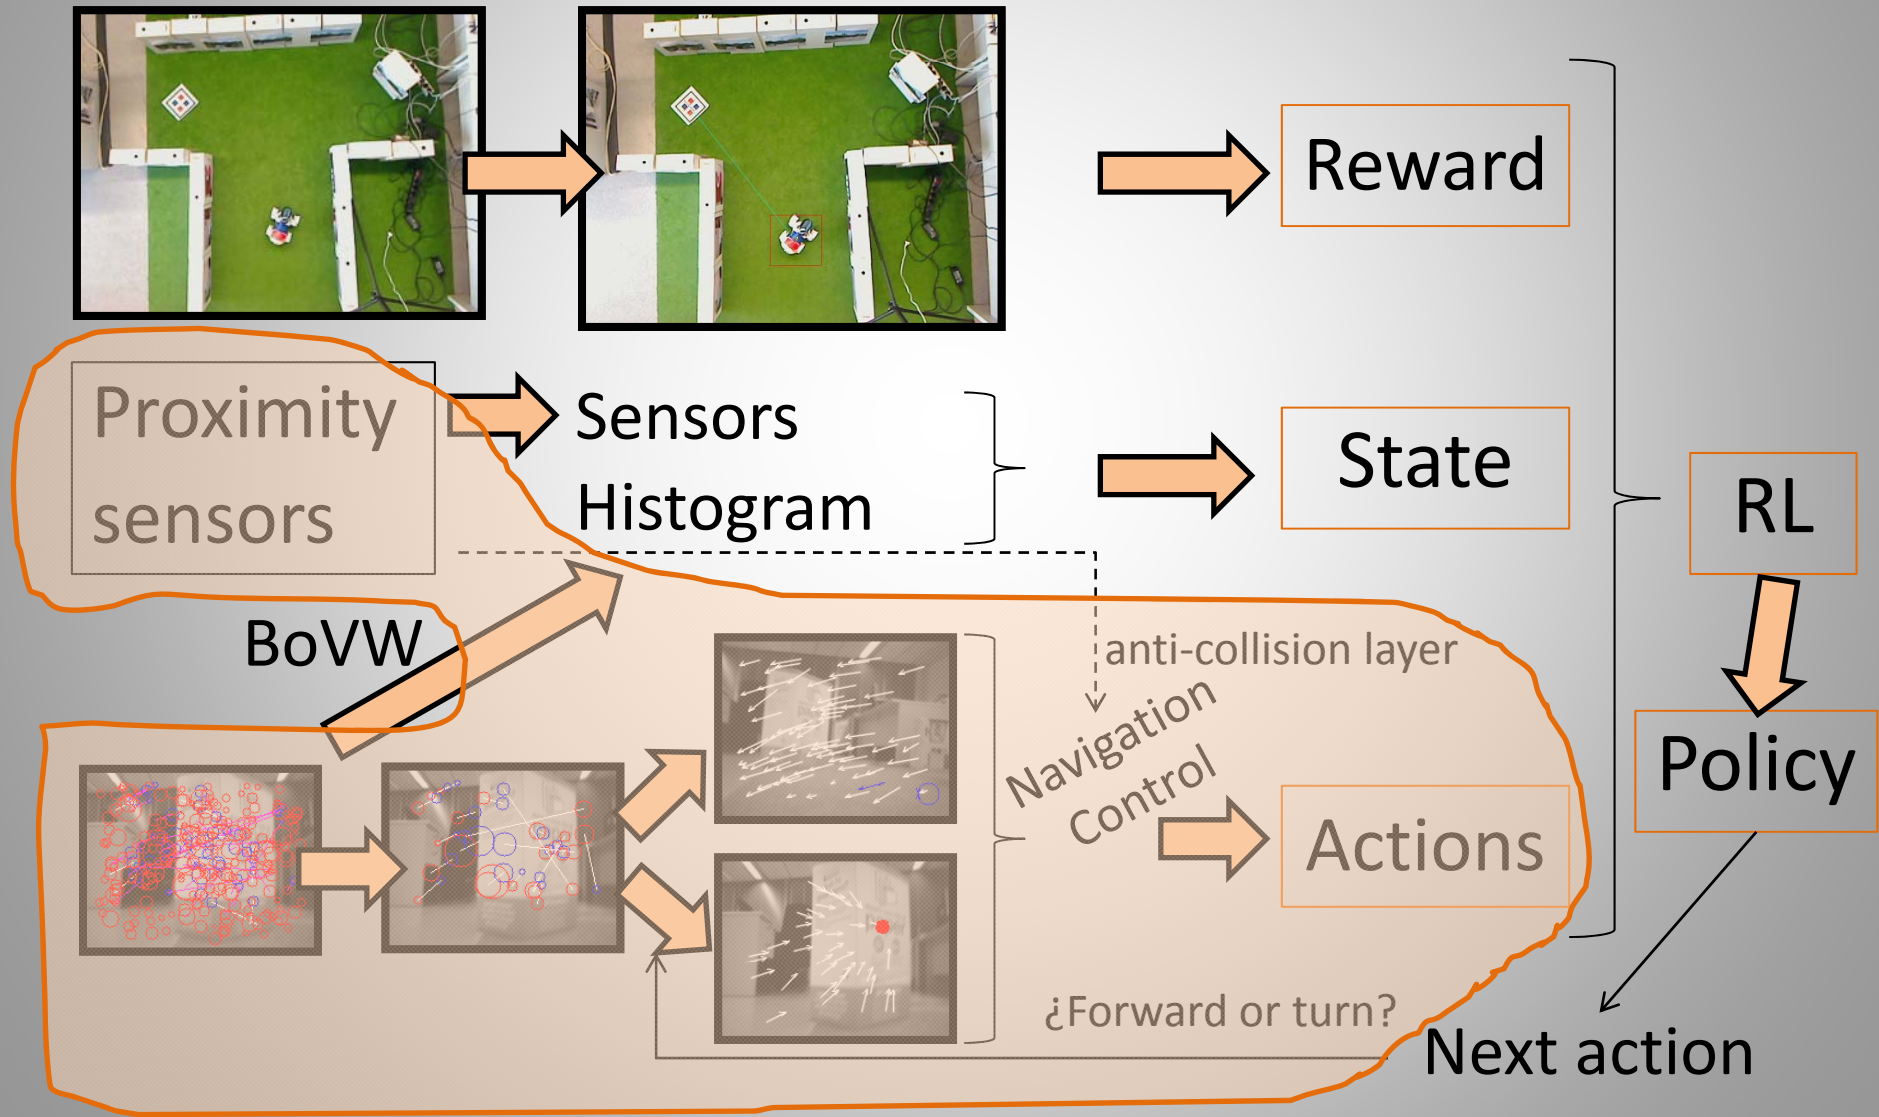 Reward
Proximity
sensors
Sensors
Histogram
State
RL
BoVW
anti-collision layer
Navigation
Control
Policy
Actions
¿Forward or turn?
Next action